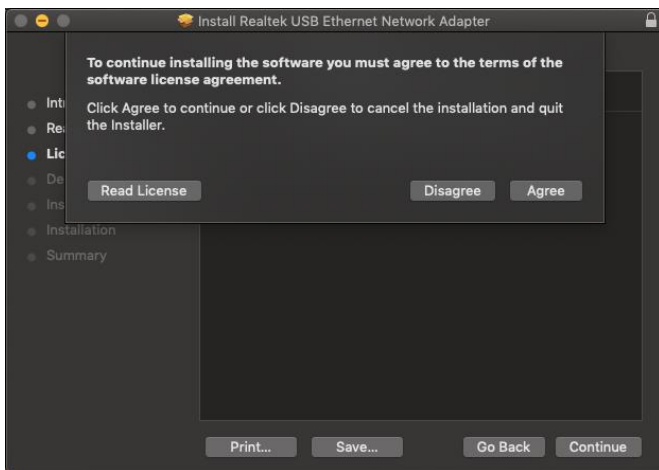 Install Realtek USB Ethernet Network Adapter
To continue installing the software you must agree to the terms of the
software license agreement.
Click Agree to continue or click Disagree to cancel the installation and quit
the Installer.
Read License
Disagree
Agree
Installation
Summary
Print...
Save...
Go Back
Continue